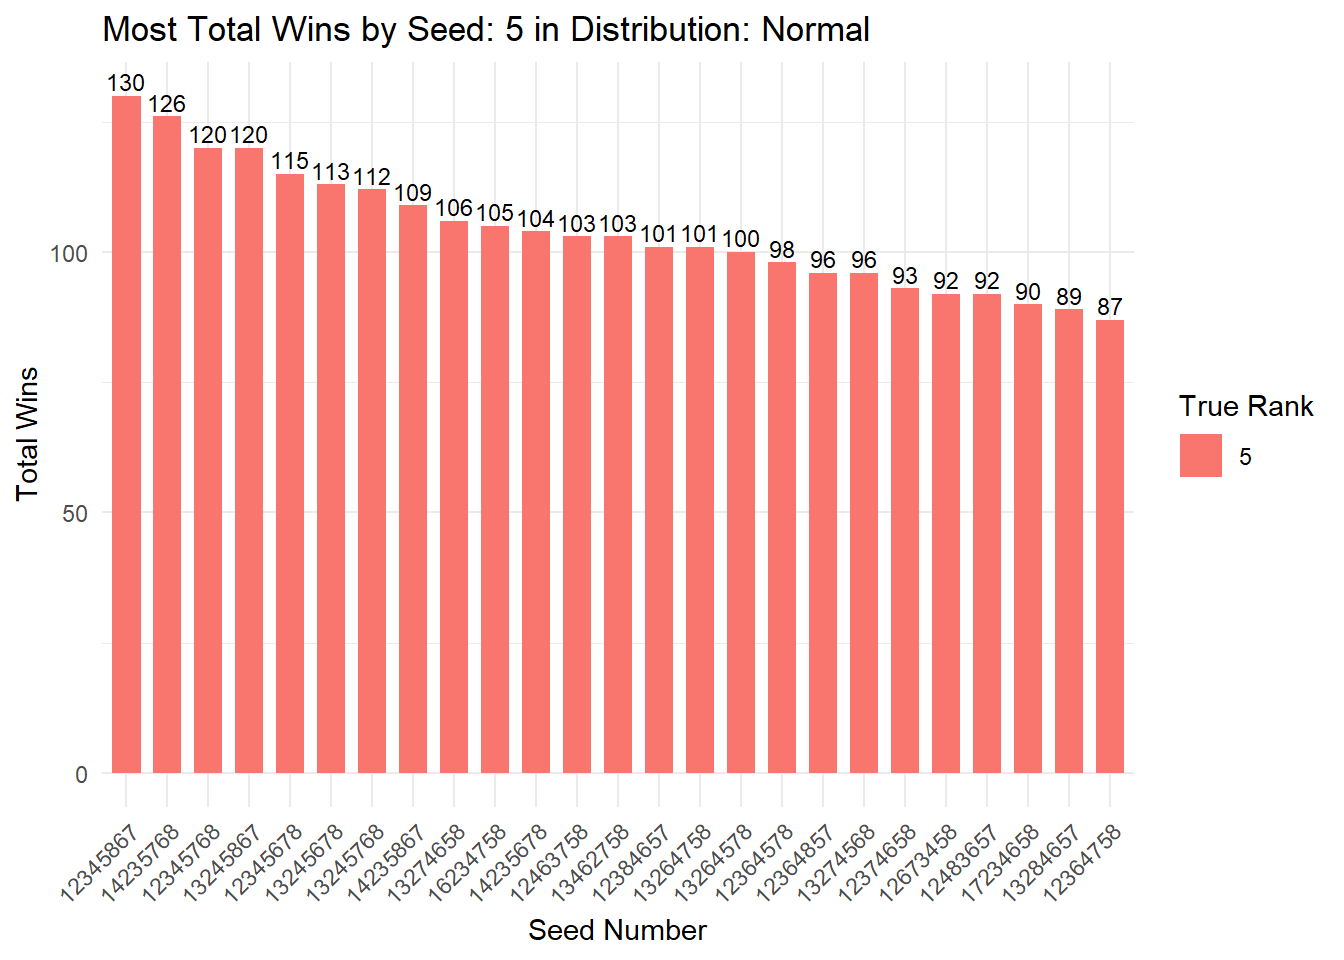 Most Total Wins by Seed: 5 in Distribution: Normal
130 126 120 120 115 113 112 109 106 105 104 103 103 101 101 100 98 96 96 93 92 92 90 89 87
100
50
0
Total Wins
True Rank
5
12345867 14235768 12345768 13245867 12345678 13245678 13245768 14235867 13274658 16234758 14235678 12463758 13462758 12384657 13264758 13264578 12364578 12364857 13274568 12374658 12673458 12483657 17234658 13284657 12364758
Seed Number